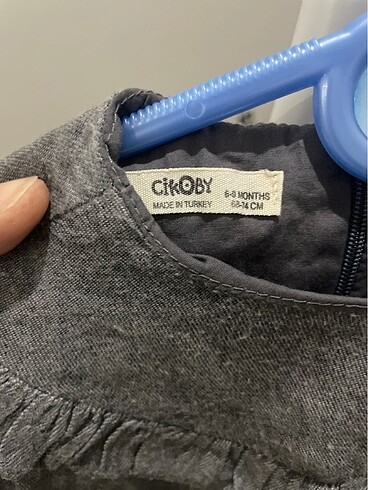 CikOBY
MADE IN TURKEY
6-9 MONTHS
68-74 CM